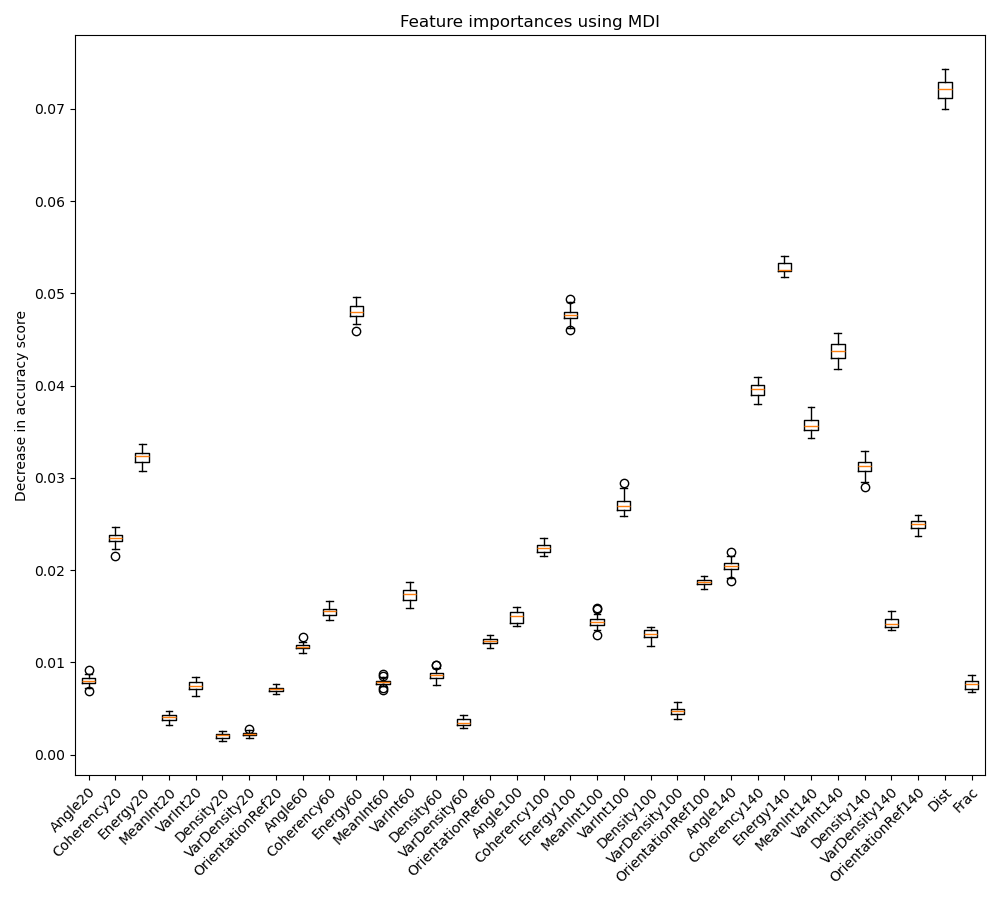 Feature importances using MDI
Decrease in accuracy score
0.07
0.06
0.05
0.04
0.03
0.02
0.01
0.00
Angle20
Coherency20
Energy20
MeanInt20
VarInt20
Density20
VarDensity20
OrientationRef20
Angle60
Coherency60
Energy60
MeanInt60
VarInt60
Density60
VarDensity60
OrientationRef60
Angle100
Coherency100
Energy100
MeanInt100
VarInt100
Density100
VarDensity100
OrientationRef100
Angle140
Coherency140
Energy140
MeanInt140
VarInt140
Density140
VarDensity140
OrientationRef140
Dist
Frac